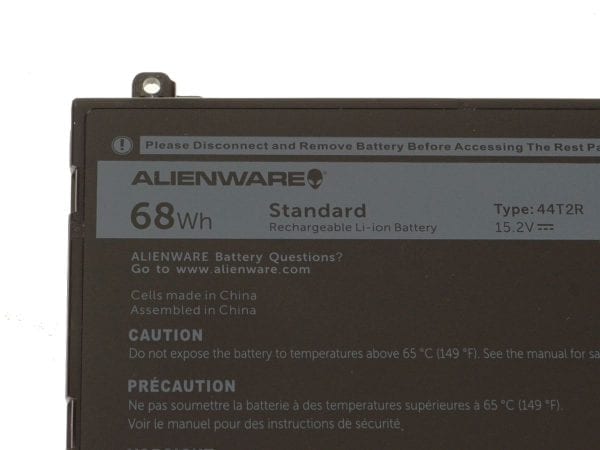 ! Please Disconnect and Remove Battery Before Accessing The Rest Pa
ALIENWARE
68Wh Standard Type: 44T2R
Rechargeable Li-ion Battery 15.2V
ALIENWARE Battery Questions?
Go to www.alienware.com
Cells made in China
Assembled in China
CAUTION
Do not expose the battery to temperatures above 65 °C (149 °F). See the manual for sa
PRÉCAUTION
Ne pas soumettre la batterie à des températures supérieures à 65 °C (149 °F).
Voir le manuel pour des instructions de sécurité.